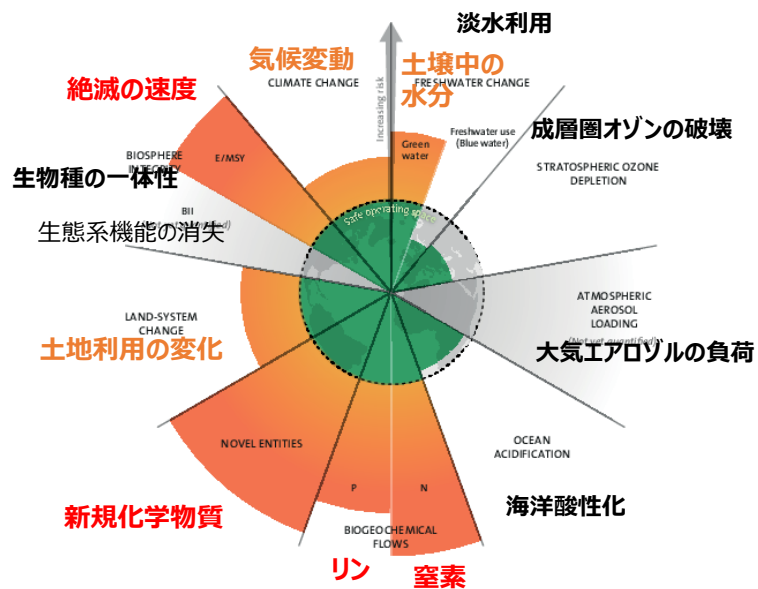 淡水利用
気候変動
土壌中の
水分
CLIMATE CHANGE
FRESHWATER CHANGE
絶滅の速度
Increasing risk
Green
water
Freshwater use
(Blue water)
成層圏オゾンの破壊
STRATOSPHERIC OZONE
DEPLETION
BIOSPHERE
INTEGRITY
E/MSY
生物種の一体性
BII
生態系機能の消失
Safe operating space
LAND-SYSTEM
CHANGE
土地利用の変化
ATMOSPHERIC
AEROSOL
LOADING
(Not yet quantified)
大気エアロゾルの負荷
NOVEL ENTITIES
新規化学物質
OCEAN
ACIDIFICATION
海洋酸性化
P
N
BIOGEOCHEMICAL
FLOWS
リン
窒素